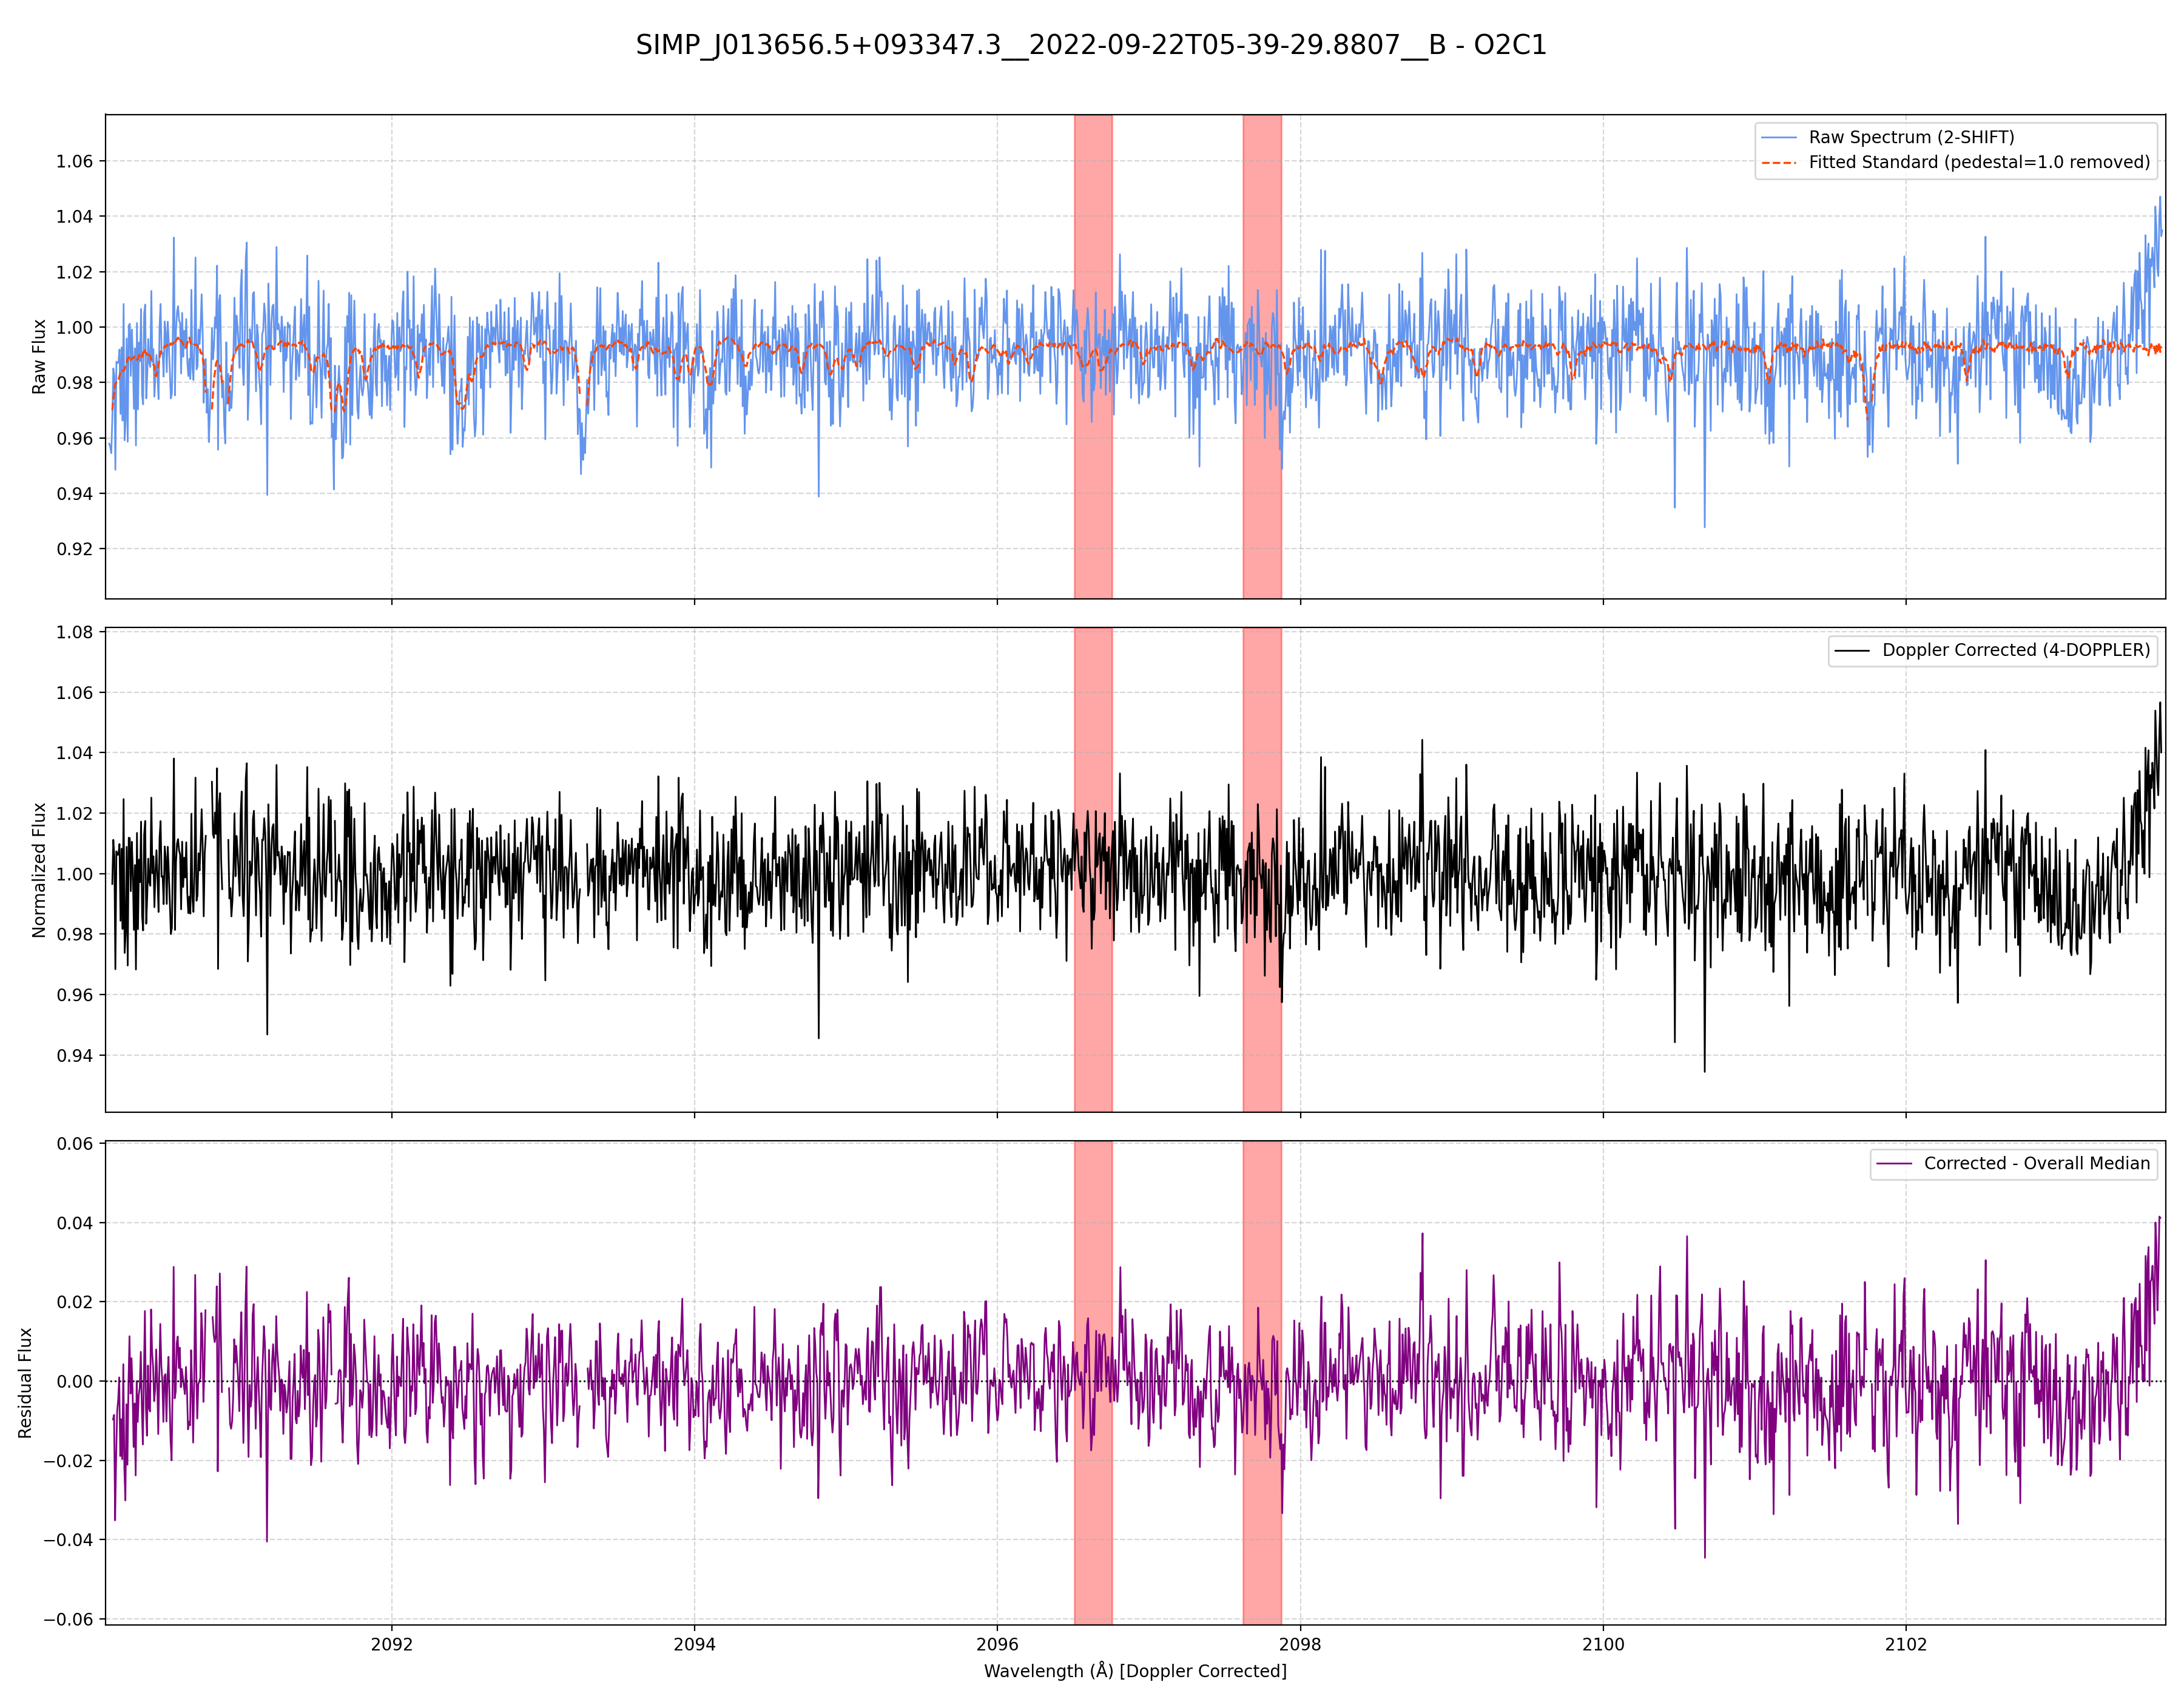 SIMP_J013656.5+093347.3__2022-09-22T05-39-29.8807__B - O2C1
Raw Spectrum (2-SHIFT)
Fitted Standard (pedestal=1.0 removed)
Raw Flux
1.06
1.04
1.02
1.00
0.98
0.96
0.94
0.92
Doppler Corrected (4-DOPPLER)
Normalized Flux
1.08
1.06
1.04
1.02
1.00
0.98
0.96
0.94
Corrected - Overall Median
Residual Flux
0.06
0.04
0.02
0.00
−0.02
−0.04
−0.06
2092 2094 2096 2098 2100 2102
Wavelength (Å) [Doppler Corrected]